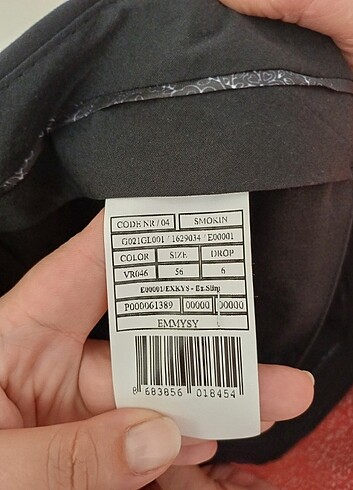 CODE NR / 04 SMOKIN
G021GL001 / 1629034 / E00001
COLOR SIZE DROP
VR046 56 6
E00001/EXKYS - Ex.Slim
P000061389 00000 00000
EMMYSY
8 683856 018454